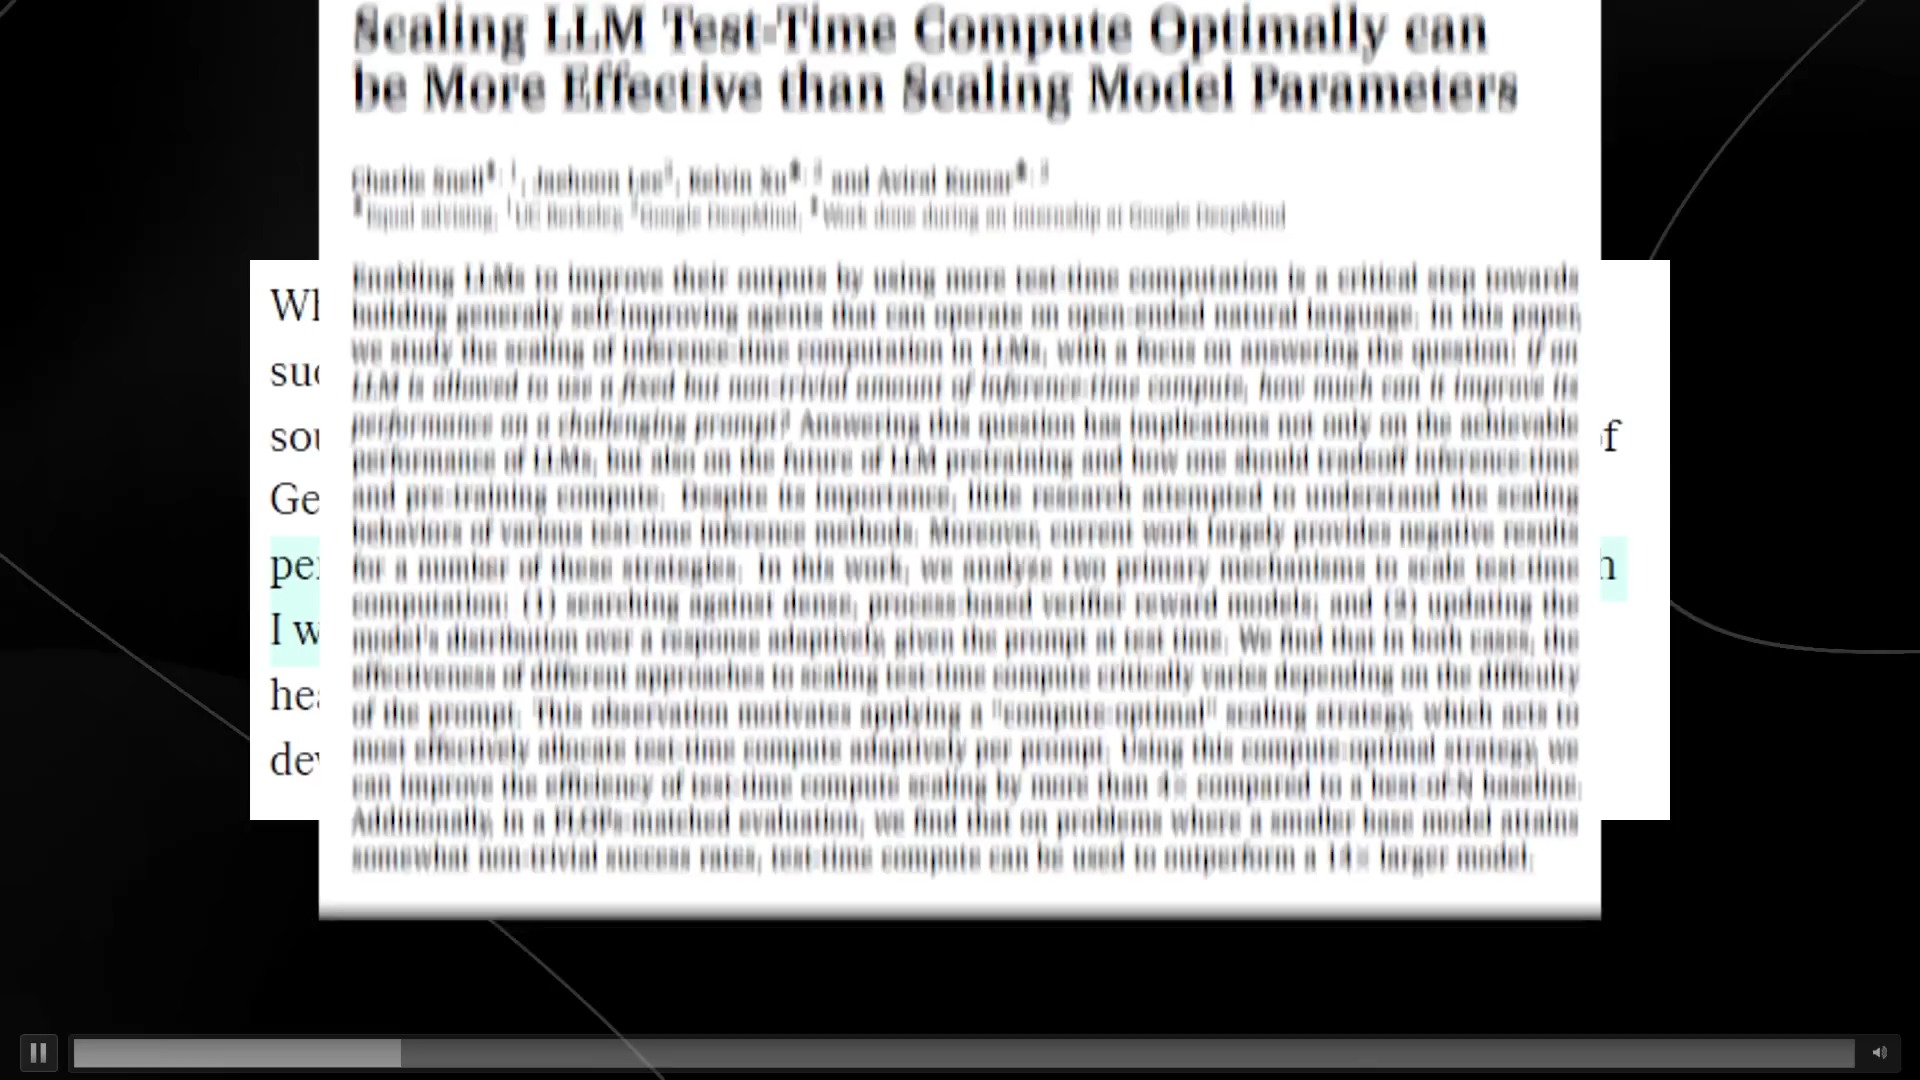 Scaling LLM Test-Time Compute Optimally can
be More Effective than Scaling Model Parameters
Charlie Snell, Jaehoon Lee, Kelvin Xu and Aviral Kumar
Equal advising, UC Berkeley, Google DeepMind, Work done during an internship at Google DeepMind
Enabling LLMs to improve their outputs by using more test-time computation is a critical step towards
building generally self-improving agents that can operate on open-ended natural language. In this paper,
we study the scaling of inference-time computation in LLMs, with a focus on answering the question: if an
LLM is allowed to use a fixed but non-trivial amount of inference-time compute, how much can it improve its
performance on a challenging prompt? Answering this question has implications not only on the achievable
performance of LLMs, but also on the future of LLM pretraining and how one should tradeoff inference-time
and pre-training compute. Despite its importance, little research attempted to understand the scaling
behaviors of various test-time inference methods. Moreover, current work largely provides negative results
for a number of these strategies. In this work, we analyze two primary mechanisms to scale test-time
computation: (1) searching against dense, process-based verifier reward models; and (2) updating the
model's distribution over a response adaptively, given the prompt at test time. We find that in both cases, the
effectiveness of different approaches to scaling test-time compute critically varies depending on the difficulty
of the prompt. This observation motivates applying a "compute-optimal" scaling strategy, which acts to
most effectively allocate test-time compute adaptively per prompt. Using this compute-optimal strategy, we
can improve the efficiency of test-time compute scaling by more than 4× compared to a best-of-N baseline.
Additionally, in a FLOPs-matched evaluation, we find that on problems where a smaller base model attains
somewhat non-trivial success rates, test-time compute can be used to outperform a 14× larger model.
Wh
suc
sou of
Ge
per h
I w
hea
dev